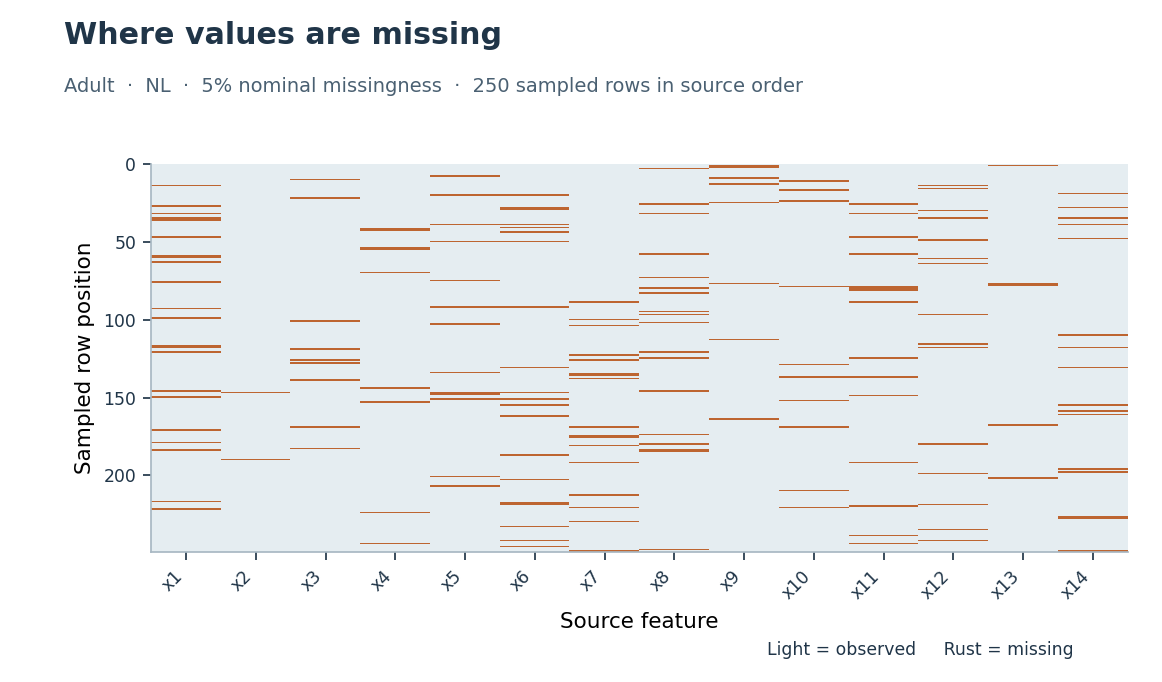 Where values are missing
Adult · NL · 5% nominal missingness · 250 sampled rows in source order
0
50
100
150
200
Sampled row position
x1 x2 x3 x4 x5 x6 x7 x8 x9 x10 x11 x12 x13 x14
Source feature
Light = observed Rust = missing